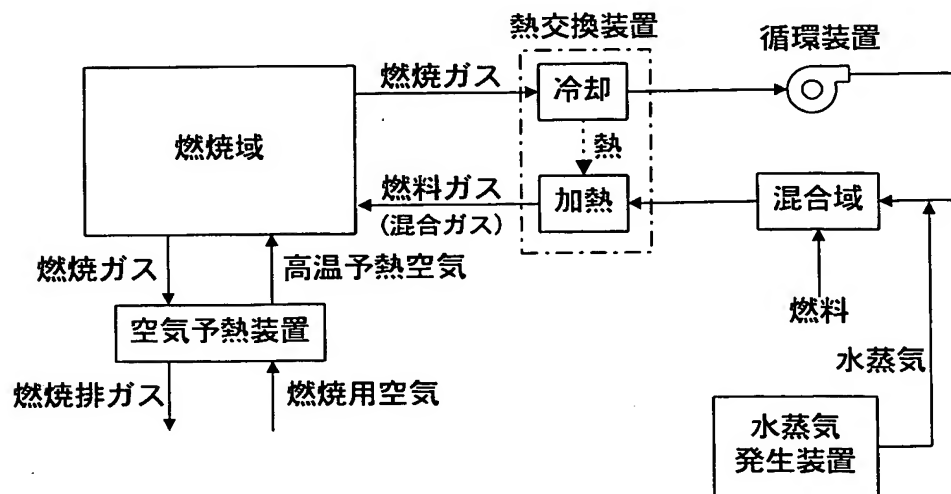 熱交換装置
循環装置
燃焼ガス
冷却
燃焼域
熱
燃料ガス
(混合ガス)
加熱
混合域
燃焼ガス
高温予熱空気
燃料
空気予熱装置
水蒸気
燃焼排ガス
燃焼用空気
水蒸気
発生装置